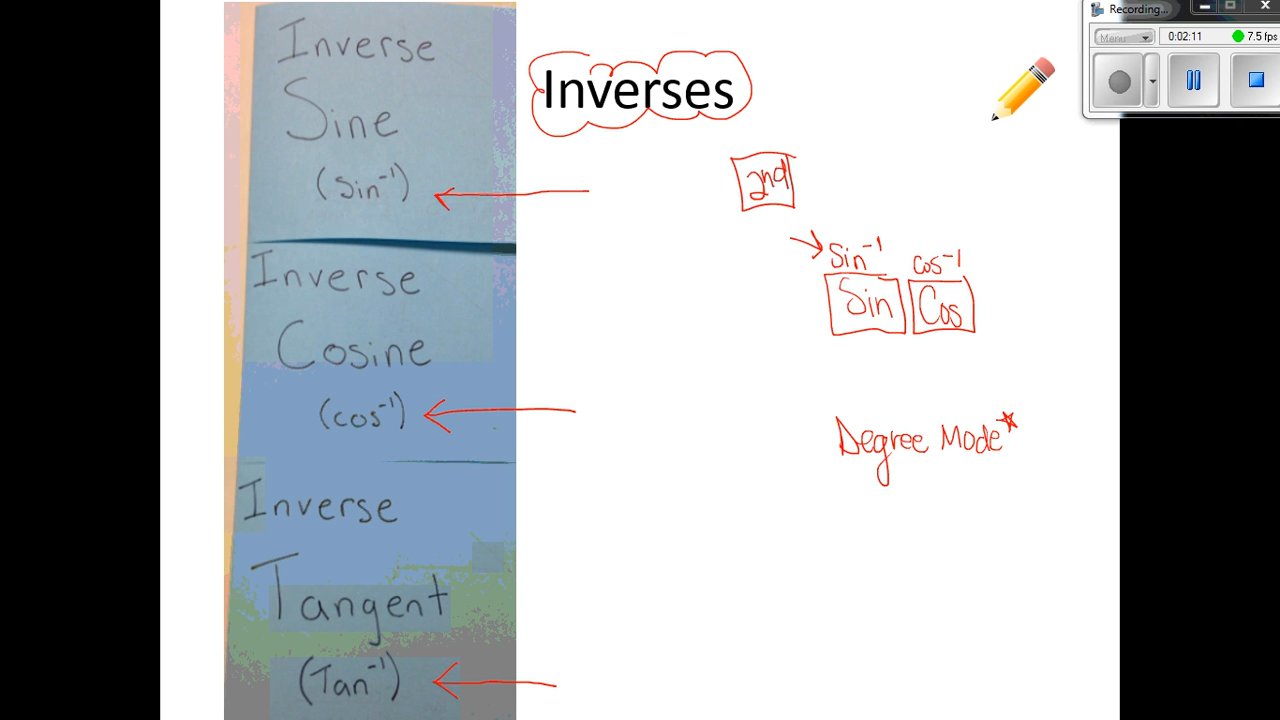 Inverse
Sine
(Sin⁻¹)
Inverse
Cosine
(cos⁻¹)
Inverse
Tangent
(Tan⁻¹)
Inverses
2nd
Sin⁻¹ cos⁻¹
Sin Cos
Degree Mode*
Recording...
Menu
0:02:11 7.5 fps